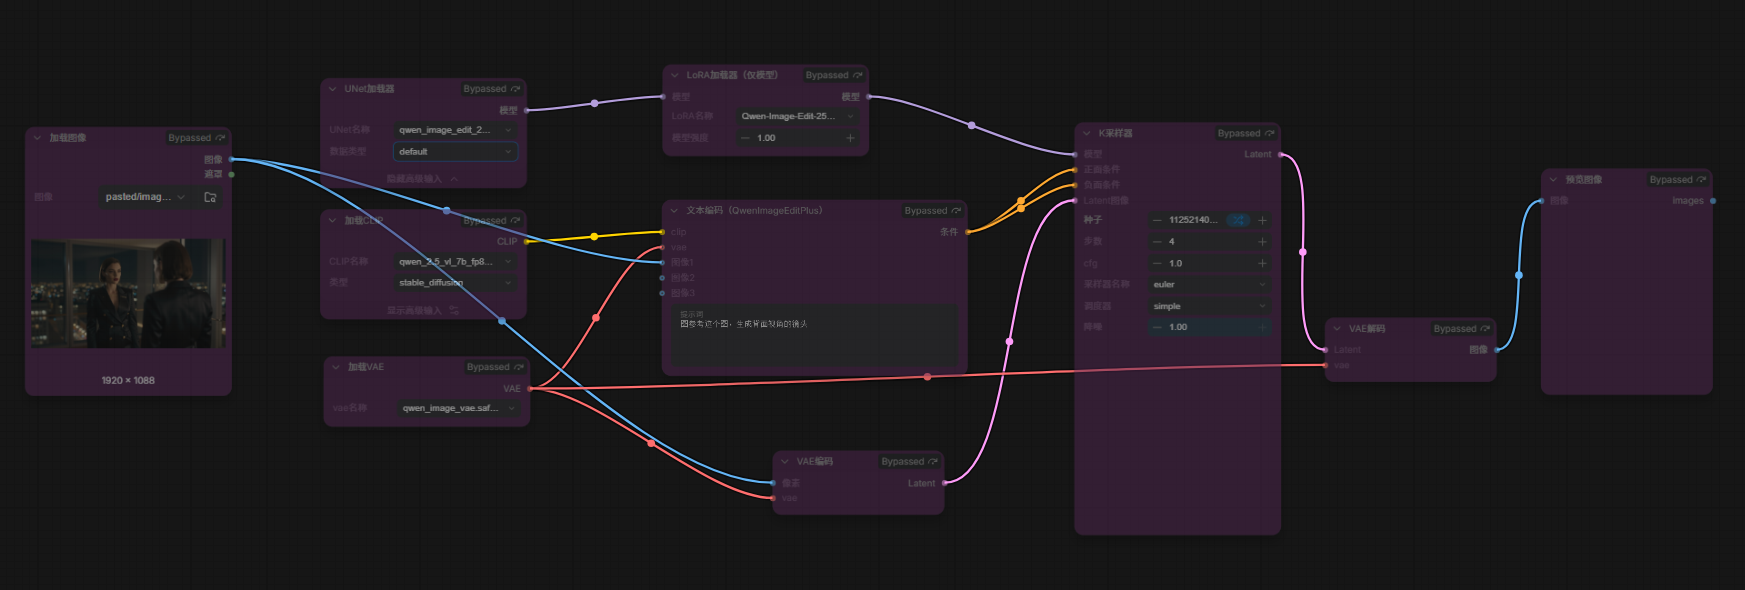 加载图像
Bypassed
图像
遮罩
图像
pasted/imag...
1920 × 1088
UNet加载器
Bypassed
模型
UNet名称
qwen_image_edit_2...
数据类型
default
隐藏高级输入
加载CLIP
Bypassed
CLIP
CLIP名称
qwen_2.5_vl_7b_fp8...
类型
stable_diffusion
显示高级输入
加载VAE
Bypassed
VAE
vae名称
qwen_image_vae.saf...
LoRA加载器（仅模型）
Bypassed
模型
模型
LoRA名称
Qwen-Image-Edit-25...
模型强度
1.00
文本编码（QwenImageEditPlus）
Bypassed
clip
条件
vae
图像1
图像2
图像3
提示词
图参考这个图，生成背面视角的镜头
VAE编码
Bypassed
像素
Latent
vae
K采样器
Bypassed
模型
Latent
正面条件
负面条件
Latent图像
种子
11252140...
步数
4
cfg
1.0
采样器名称
euler
调度器
simple
降噪
1.00
VAE解码
Bypassed
Latent
图像
vae
预览图像
Bypassed
图像
Images